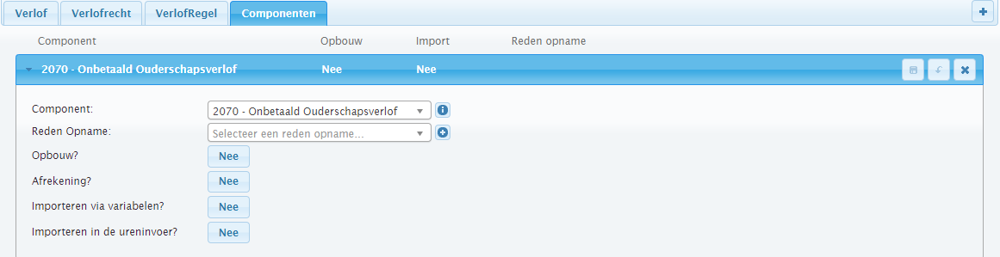 Verlof Verlofrecht VerlofRegel Componenten
Component Opbouw Import Reden opname
2070 - Onbetaald Ouderschapsverlof Nee Nee
Component: 2070 - Onbetaald Ouderschapsverlof
Reden Opname: Selecteer een reden opname...
Opbouw? Nee
Afrekening? Nee
Importeren via variabelen? Nee
Importeren in de ureninvoer? Nee